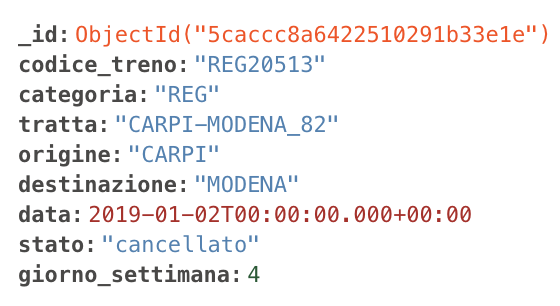 _id: ObjectId("5caccc8a6422510291b33e1e")
codice_treno: "REG20513"
categoria: "REG"
tratta: "CARPI-MODENA_82"
origine: "CARPI"
destinazione: "MODENA"
data: 2019-01-02T00:00:00.000+00:00
stato: "cancellato"
giorno_settimana: 4